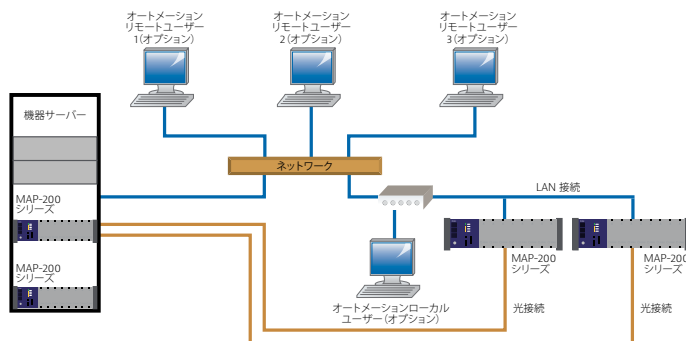 オートメーション
リモートユーザー
1(オプション)
オートメーション
リモートユーザー
2(オプション)
オートメーション
リモートユーザー
3(オプション)
機器サーバー
ネットワーク
MAP-200
シリーズ
LAN 接続
MAP-200
シリーズ
MAP-200
シリーズ
MAP-200
シリーズ
オートメーションローカル
ユーザー(オプション)
光接続
光接続